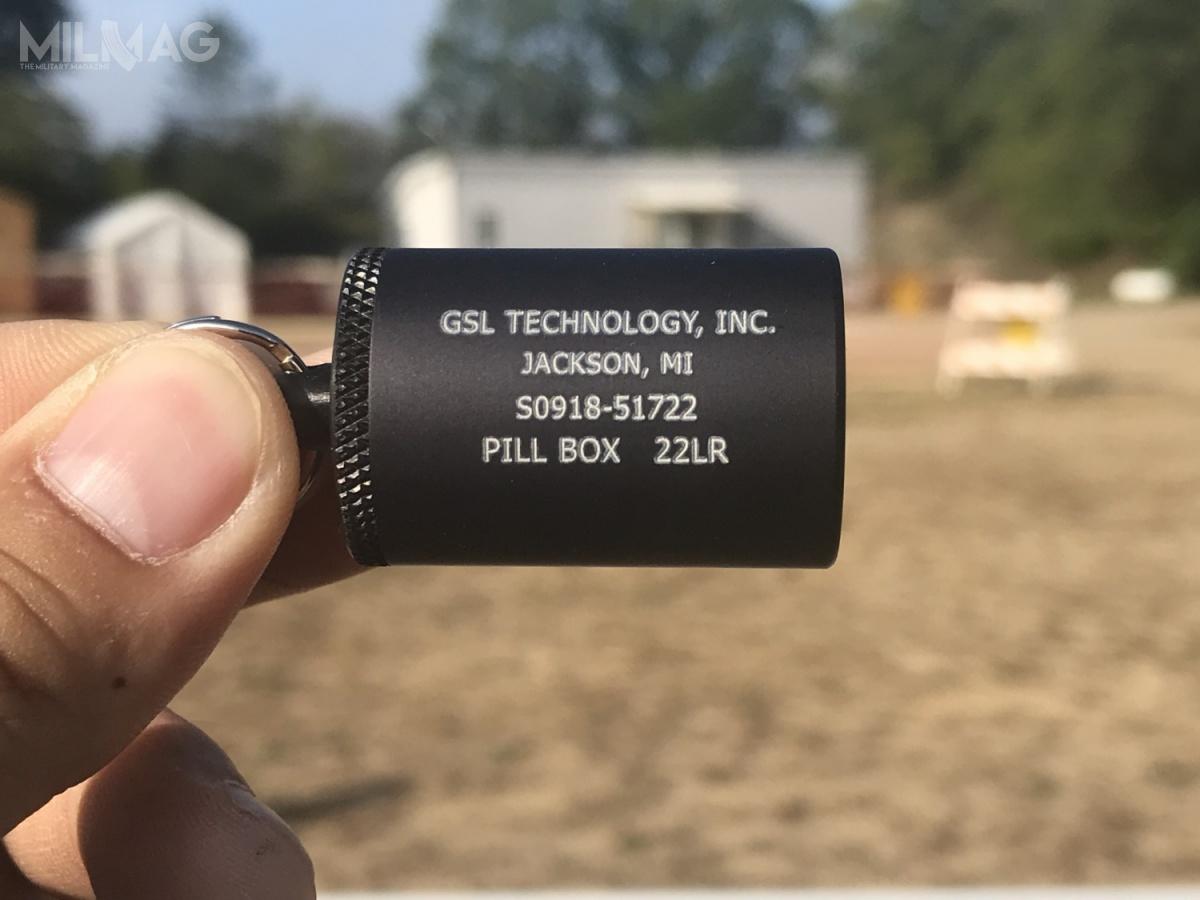 MILMAG
THE MILITARY MAGAZINE
GSL TECHNOLOGY, INC.
JACKSON, MI
S0918-51722
PILL BOX 22LR